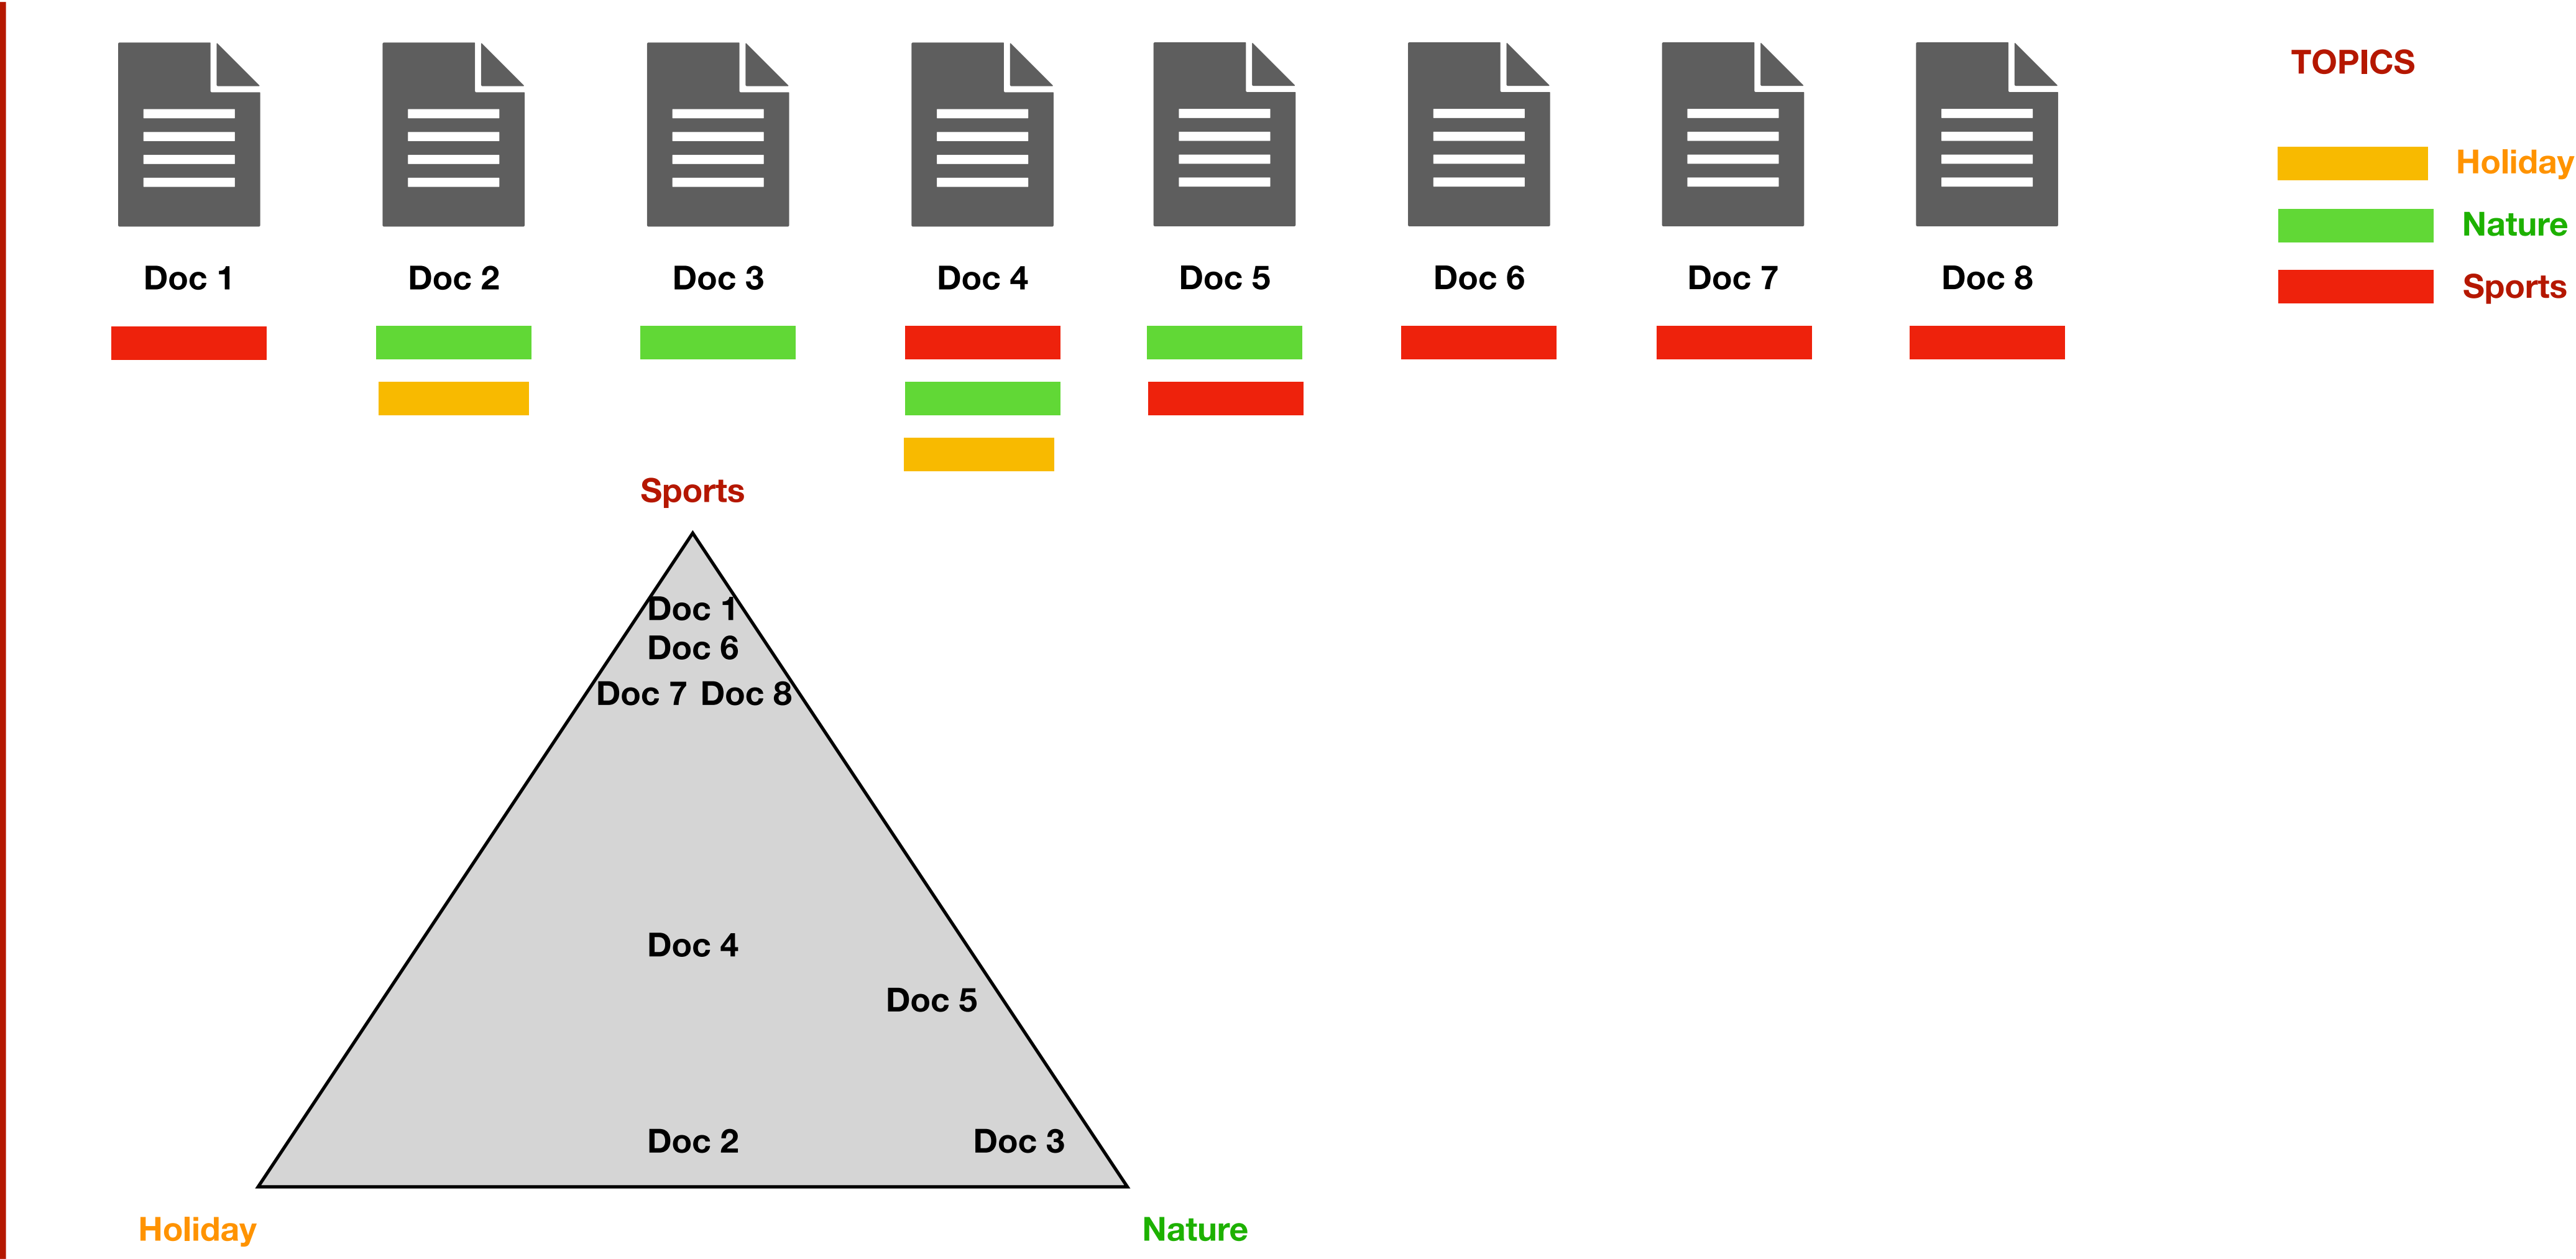 TOPICS
Holiday
Nature
Sports
Doc 1 Doc 2 Doc 3 Doc 4 Doc 5 Doc 6 Doc 7 Doc 8
Sports
Doc 1
Doc 6
Doc 7 Doc 8
Doc 4
Doc 5
Doc 2 Doc 3
Holiday Nature